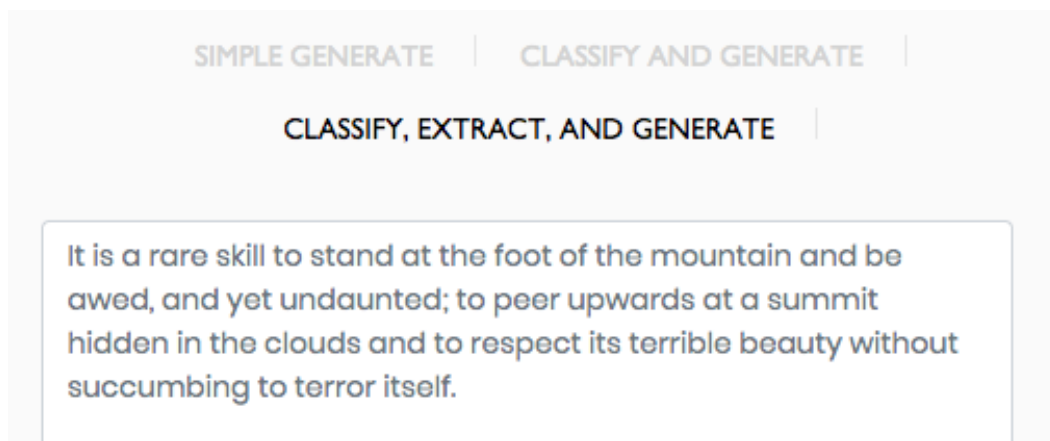 SIMPLE GENERATE CLASSIFY AND GENERATE
CLASSIFY, EXTRACT, AND GENERATE
It is a rare skill to stand at the foot of the mountain and be
awed, and yet undaunted; to peer upwards at a summit
hidden in the clouds and to respect its terrible beauty without
succumbing to terror itself.